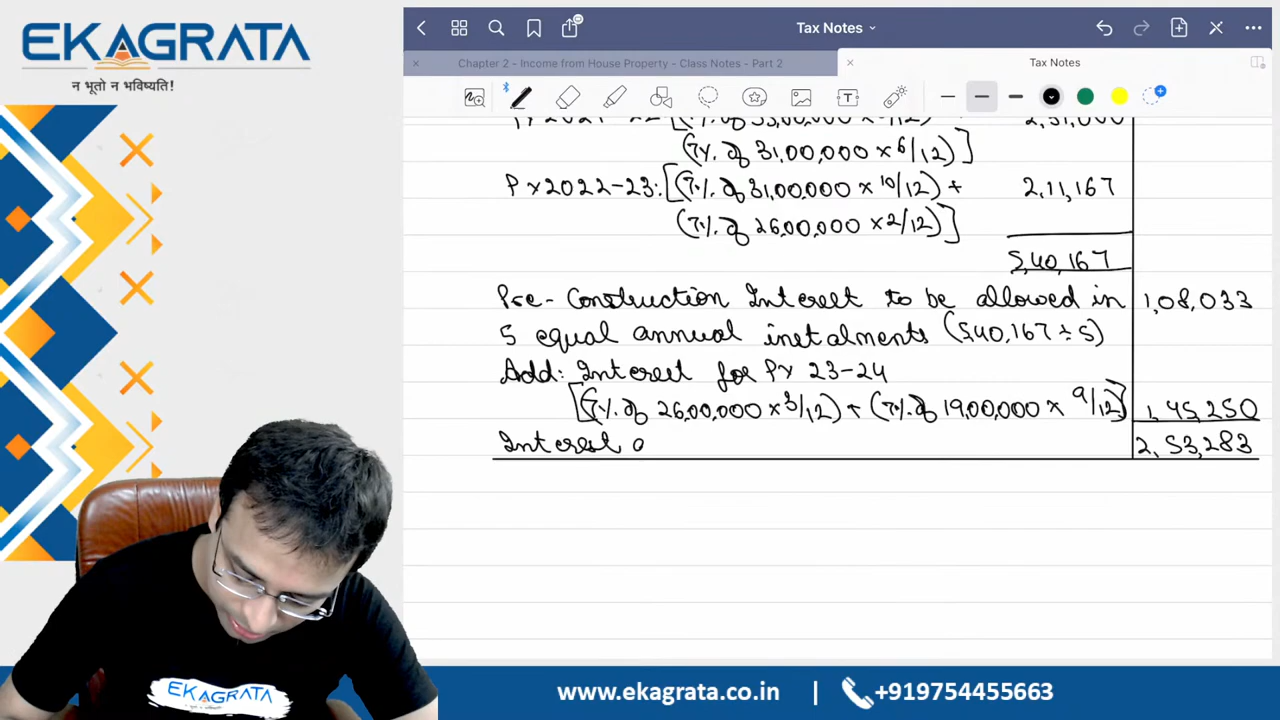 EKAGRATA
न भूतो न भविष्यति!
Tax Notes
Chapter 2 - Income from House Property - Class Notes - Part 2
Tax Notes
(7% of 31,00,000 × 6/12)]
PY 2022-23: [(7% of 31,00,000 × 10/12) + 2,11,167
(7% of 26,00,000 × 2/12)]
5,40,167
Pre-Construction Interest to be allowed in 1,08,033
5 equal annual instalments (5,40,167 ÷ 5)
Add: Interest for PY 23-24
[(7% of 26,00,000 × 3/12) + (7% of 19,00,000 × 9/12] 1,45,250
Interest 2,53,283
EKAGRATA
www.ekagrata.co.in | +919754455663